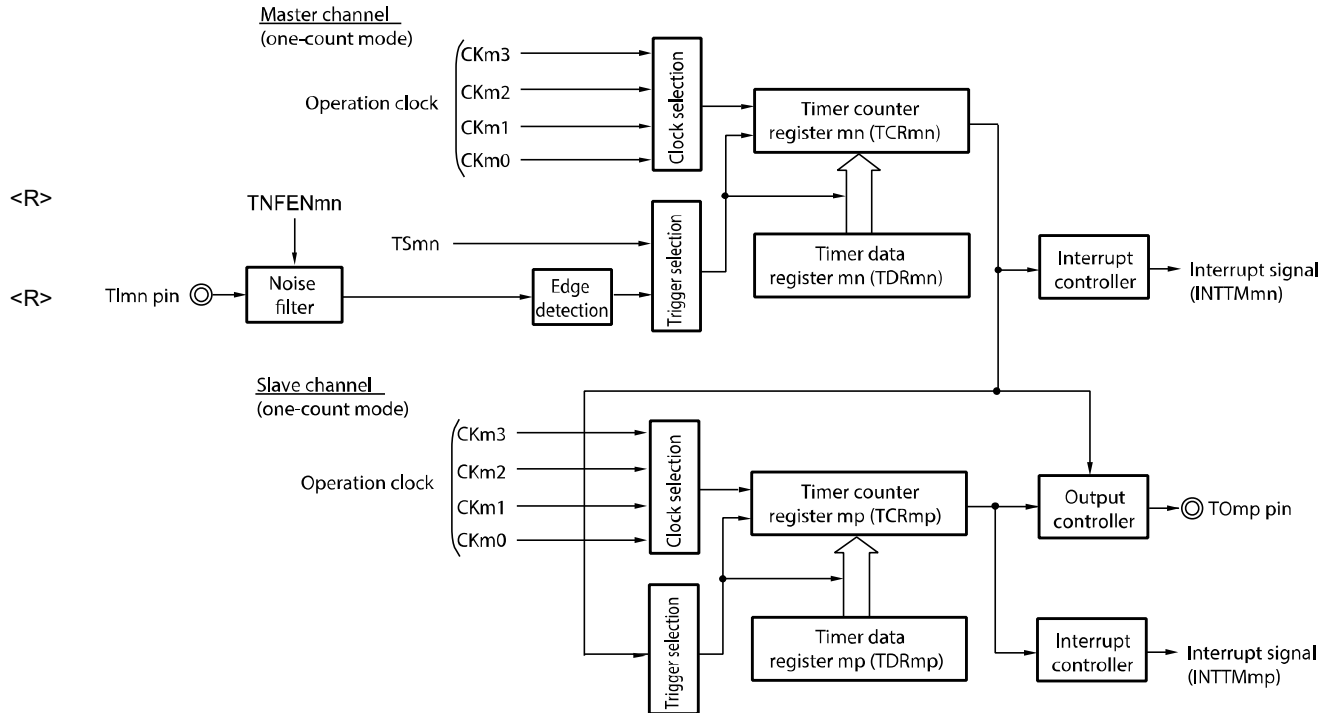 Master channel
(one-count mode)
Operation clock
CKm3
CKm2
CKm1
CKm0
Clock selection
Timer counter
register mn (TCRmn)
<R>
TNFENmn
TSmn
Trigger selection
Timer data
register mn (TDRmn)
Interrupt
controller
Interrupt signal
(INTTMmn)
<R>
TImn pin
Noise
filter
Edge
detection
Slave channel
(one-count mode)
Operation clock
CKm3
CKm2
CKm1
CKm0
Clock selection
Timer counter
register mp (TCRmp)
Output
controller
TOmp pin
Trigger selection
Timer data
register mp (TDRmp)
Interrupt
controller
Interrupt signal
(INTTMmp)